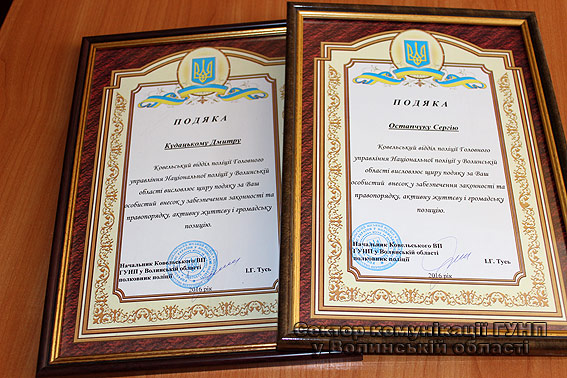 ПОДЯКА
Кудацькому Дмитру
Ковельський відділ поліції Головного
управління Національної поліції у Волинській
області висловлює щиру подяку за Ваш
особистий внесок у забезпечення законності та
правопорядку, активну життєву і громадську
позицію.
Начальник Ковельського ВП
ГУНП у Волинській області
полковник поліції
І.Г. Тусь
2016 рік
ПОДЯКА
Остапчуку Сергію
Ковельський відділ поліції Головного
управління Національної поліції у Волинській
області висловлює щиру подяку за Ваш
особистий внесок у забезпечення законності та
правопорядку, активну життєву і громадську
позицію.
Начальник Ковельського ВП
ГУНП у Волинській області
полковник поліції
І.Г. Тусь
2016 рік
Сектор комунікації ГУНП
у Волинській області